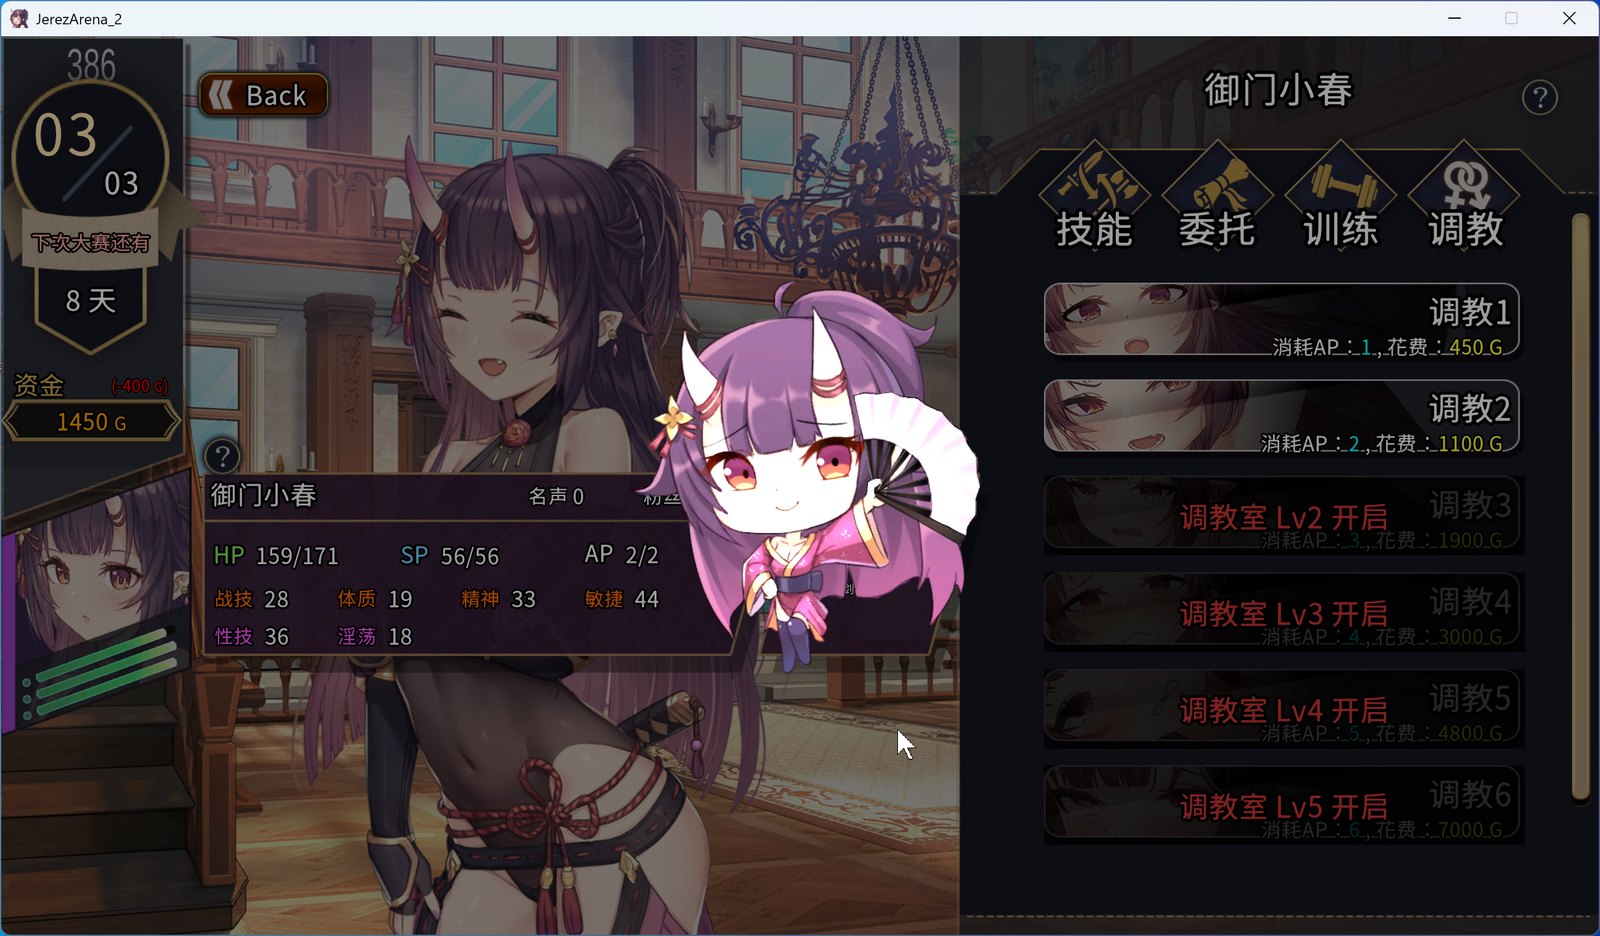 JerezArena_2
386
03
03
下次大赛还有
8 天
资金 (-400 G)
1450 G
Back
?
御门小春 名声 0 粉丝
HP 159/171 SP 56/56 AP 2/2
战技 28 体质 19 精神 33 敏捷 44
性技 36 淫荡 18
御门小春
?
技能 委托 训练 调教
调教1
消耗AP：1 , 花费：450 G
调教2
消耗AP：2 , 花费：1100 G
调教3
调教室 Lv2 开启
消耗AP：3 , 花费：1900 G
调教4
调教室 Lv3 开启
消耗AP：4 , 花费：3000 G
调教5
调教室 Lv4 开启
消耗AP：5 , 花费：4800 G
调教6
调教室 Lv5 开启
消耗AP：6 , 花费：7000 G